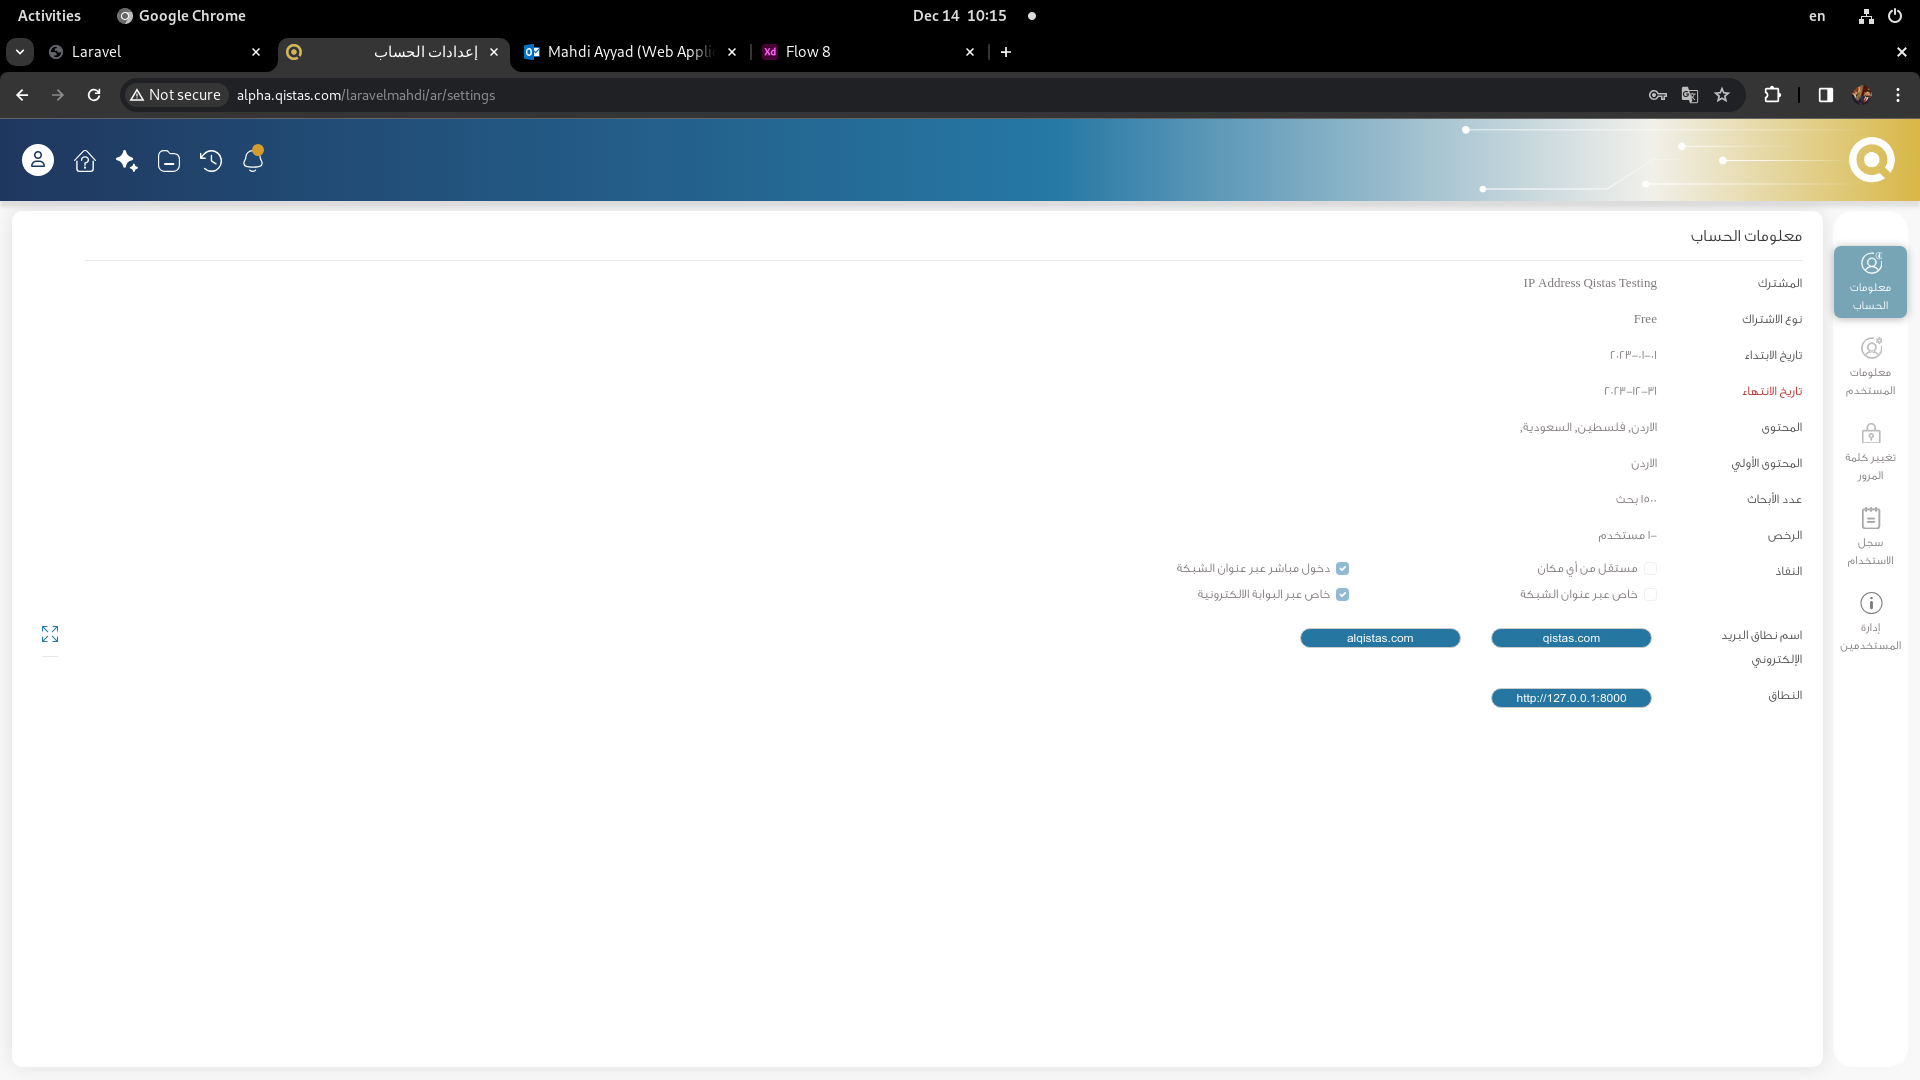 Activities Google Chrome Dec 14 10:15 en
Laravel إعدادات الحساب Mahdi Ayyad (Web Applic Flow 8
Not secure alpha.qistas.com/laravelmahdi/ar/settings
معلومات الحساب
المشترك IP Address Qistas Testing
نوع الاشتراك Free
تاريخ الابتداء ٢٠٢٣-٠١-٠١
تاريخ الانتهاء ٢٠٢٣-١٢-٣١
المحتوى الاردن, فلسطين, السعودية,
المحتوى الأولي الاردن
عدد الأبحاث ١٥٠٠ بحث
الرخص ١٠- مستخدم
النفاذ مستقل من أي مكان دخول مباشر عبر عنوان الشبكة
خاص عبر عنوان الشبكة خاص عبر البوابة الالكترونية
اسم نطاق البريد qistas.com alqistas.com
الإلكتروني
النطاق http://127.0.0.1:8000
معلومات
الحساب
معلومات
المستخدم
تغيير كلمة
المرور
سجل
الاستخدام
إدارة
المستخدمين